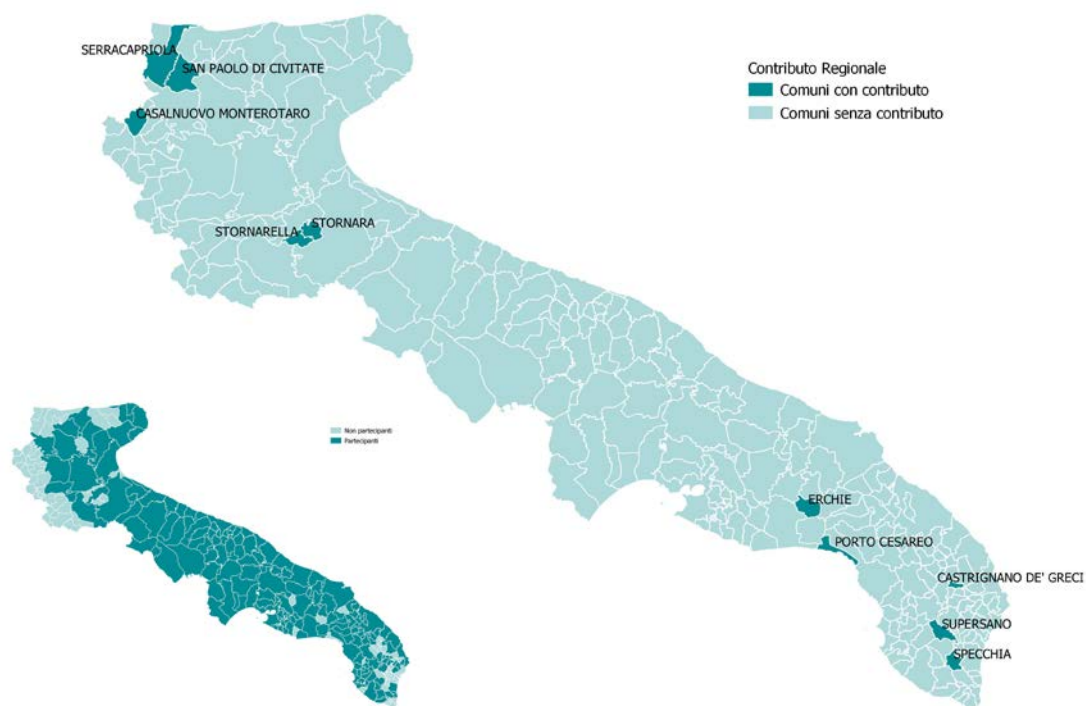 SERRACAPRIOLA
SAN PAOLO DI CIVITATE
Contributo Regionale
Comuni con contributo
Comuni senza contributo
CASALNUOVO MONTEROTARO
STORNARA
STORNARELLA
Non partecipanti
Partecipanti
ERCHIE
PORTO CESAREO
CASTRIGNANO DE' GRECI
SUPERSANO
SPECCHIA